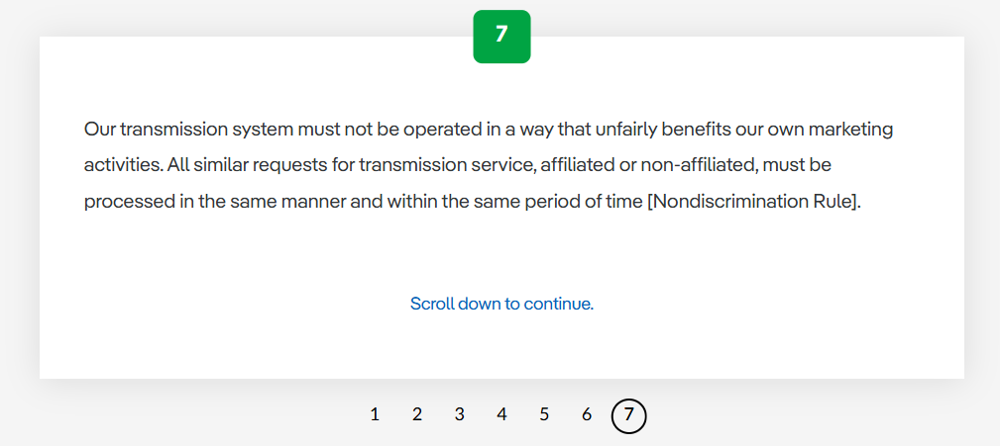 7
Our transmission system must not be operated in a way that unfairly benefits our own marketing
activities. All similar requests for transmission service, affiliated or non-affiliated, must be
processed in the same manner and within the same period of time [Nondiscrimination Rule].
Scroll down to continue.
1 2 3 4 5 6 7